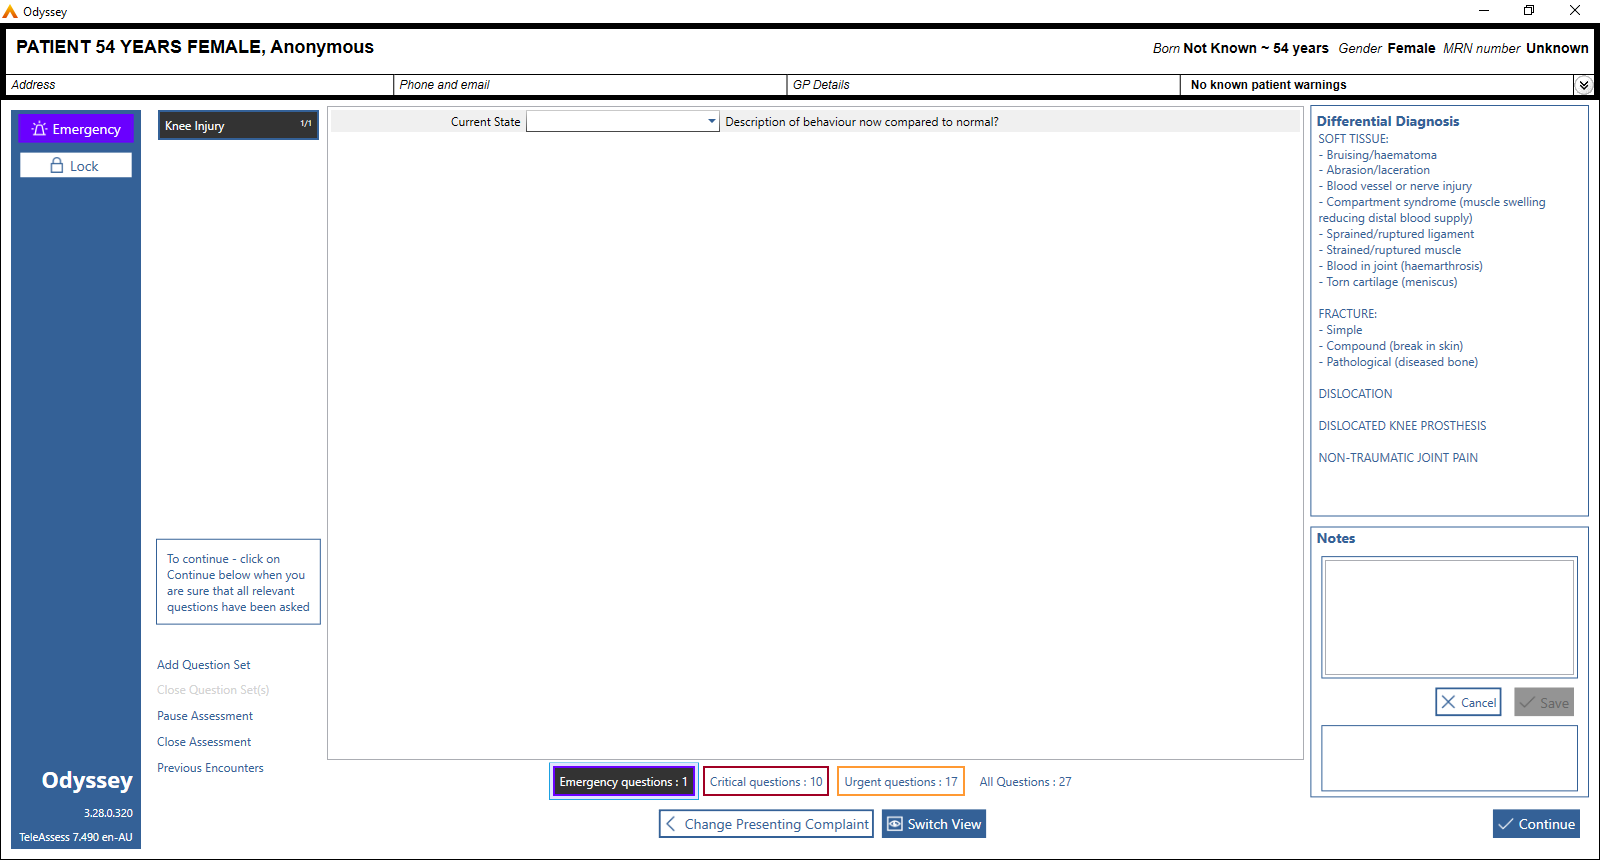 Odyssey
PATIENT 54 YEARS FEMALE, Anonymous
Born Not Known ~ 54 years Gender Female MRN number Unknown
Address
Phone and email
GP Details
No known patient warnings
Emergency
Lock
Knee Injury 1/1
Current State
Description of behaviour now compared to normal?
Differential Diagnosis
SOFT TISSUE:
- Bruising/haematoma
- Abrasion/laceration
- Blood vessel or nerve injury
- Compartment syndrome (muscle swelling
reducing distal blood supply)
- Sprained/ruptured ligament
- Strained/ruptured muscle
- Blood in joint (haemarthrosis)
- Torn cartilage (meniscus)
FRACTURE:
- Simple
- Compound (break in skin)
- Pathological (diseased bone)
DISLOCATION
DISLOCATED KNEE PROSTHESIS
NON-TRAUMATIC JOINT PAIN
To continue - click on
Continue below when you
are sure that all relevant
questions have been asked
Add Question Set
Close Question Set(s)
Pause Assessment
Close Assessment
Previous Encounters
Notes
Cancel
Save
Odyssey
3.28.0.320
TeleAssess 7.490 en-AU
Emergency questions : 1
Critical questions : 10
Urgent questions : 17
All Questions : 27
Change Presenting Complaint
Switch View
Continue